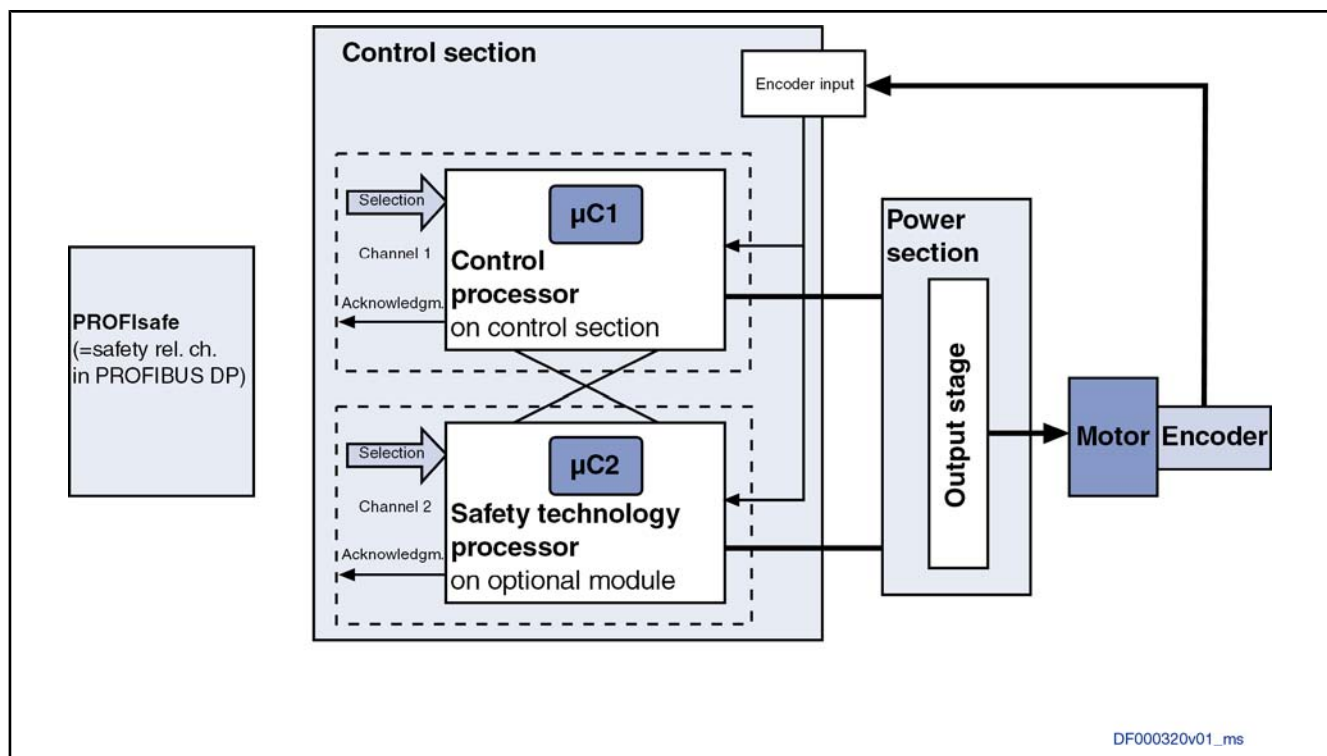 Control section
Encoder input
Selection
µC1
Channel 1
Control
processor
on control section
Acknowledgm.
PROFIsafe
(=safety rel. ch.
in PROFIBUS DP)
Selection
µC2
Channel 2
Safety technology
processor
on optional module
Acknowledgm.
Power
section
Output stage
Motor
Encoder
DF000320v01_ms